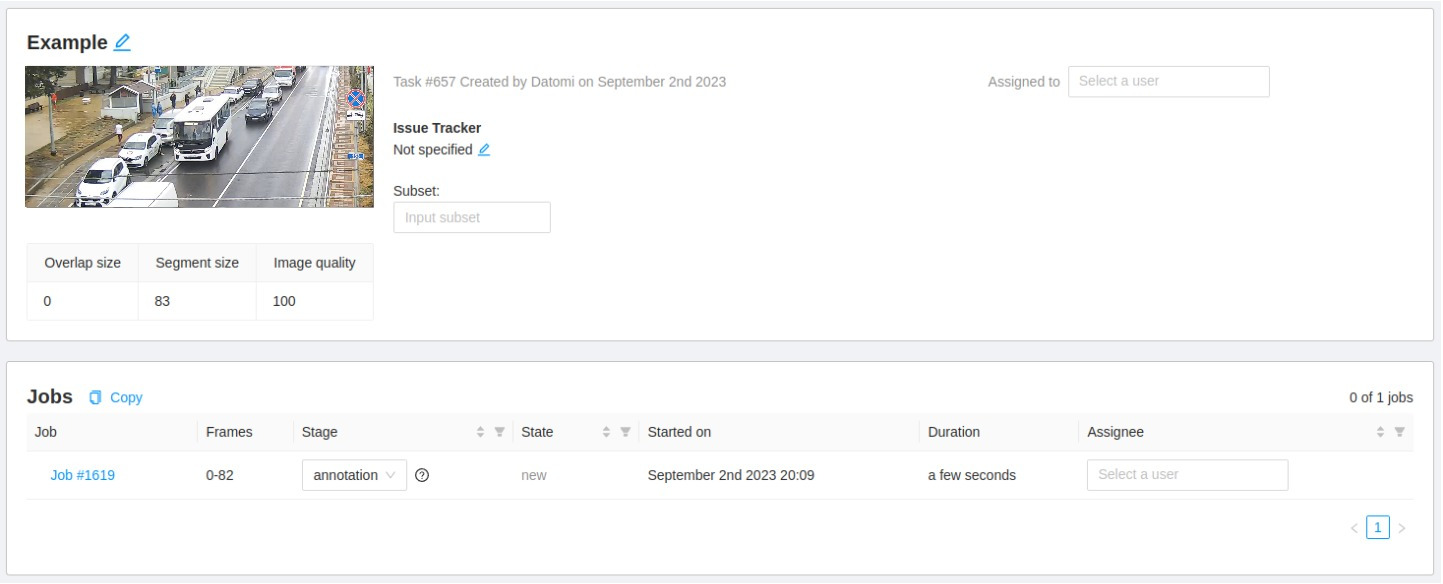 Example
Task #657 Created by Datomi on September 2nd 2023
Assigned to Select a user
Issue Tracker
Not specified
Subset:
Input subset
Overlap size Segment size Image quality
0 83 100
Jobs Copy 0 of 1 jobs
Job Frames Stage State Started on Duration Assignee
Job #1619 0-82 annotation new September 2nd 2023 20:09 a few seconds Select a user
1